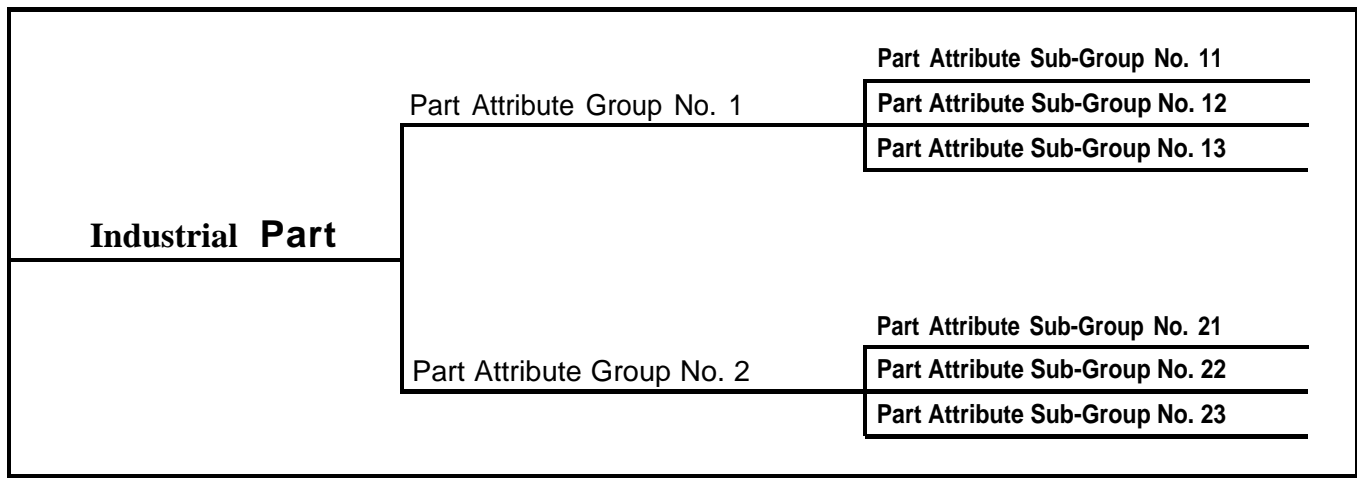 Part Attribute Sub-Group No. 11
Part Attribute Group No. 1
Part Attribute Sub-Group No. 12
Part Attribute Sub-Group No. 13
Industrial Part
Part Attribute Sub-Group No. 21
Part Attribute Group No. 2
Part Attribute Sub-Group No. 22
Part Attribute Sub-Group No. 23